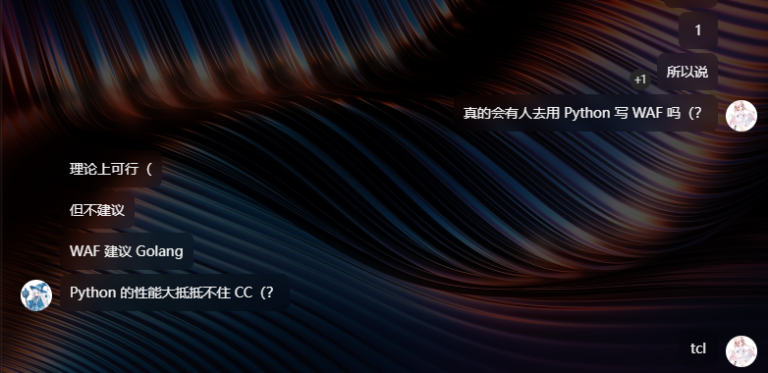 1
所以说
+1
真的会有人去用 Python 写 WAF 吗（？
理论上可行（
但不建议
WAF 建议 Golang
Python 的性能大抵抵不住 CC（？
tcl